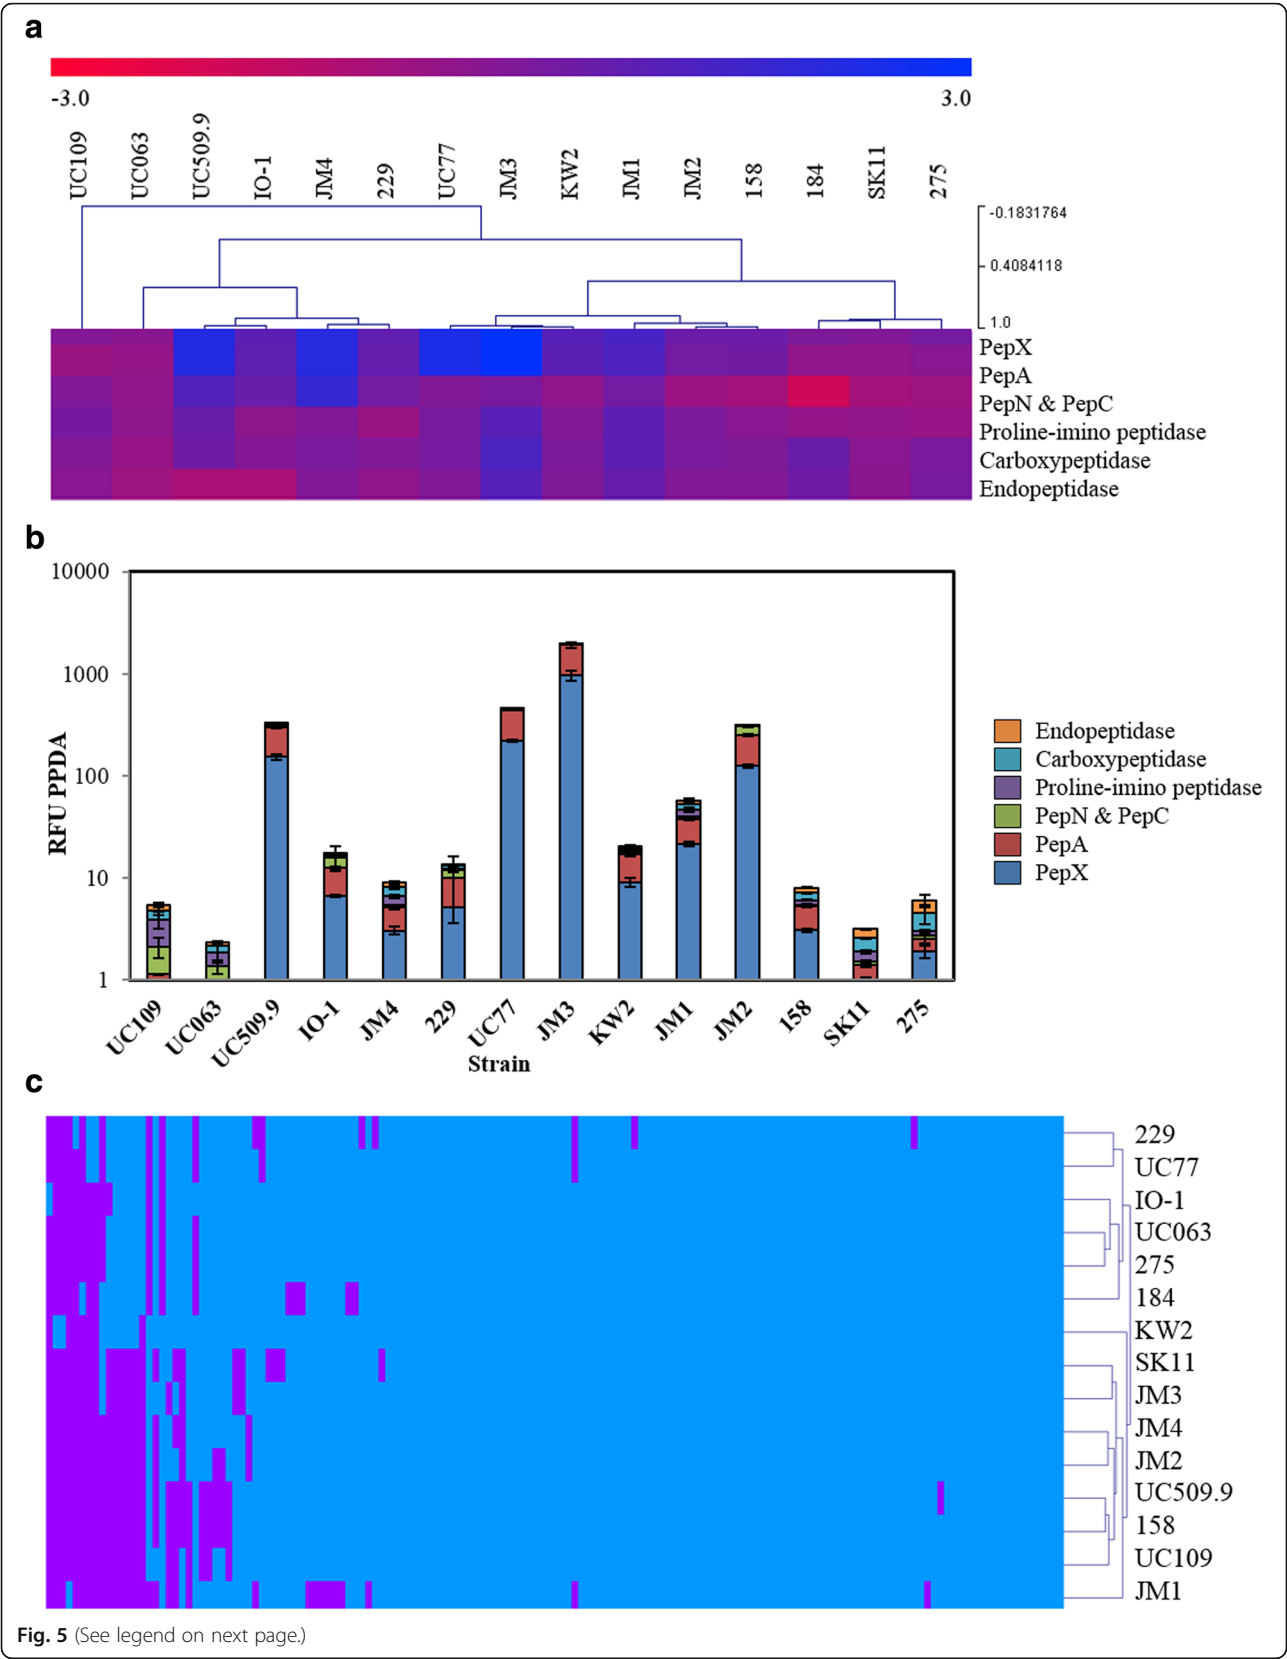 a
-3.0 3.0
UC109 UC063 UC509.9 IO-1 JM4 229 UC77 JM3 KW2 JM1 JM2 158 184 SK11 275
-0.1831764
0.4084118
1.0
PepX
PepA
PepN & PepC
Proline-imino peptidase
Carboxypeptidase
Endopeptidase
b
10000
1000
100
10
1
RFU PPDA
Endopeptidase
Carboxypeptidase
Proline-imino peptidase
PepN & PepC
PepA
PepX
UC109 UC063 UC509.9 IO-1 JM4 229 UC77 JM3 KW2 JM1 JM2 158 SK11 275
Strain
c
229
UC77
IO-1
UC063
275
184
KW2
SK11
JM3
JM4
JM2
UC509.9
158
UC109
JM1
Fig. 5 (See legend on next page.)